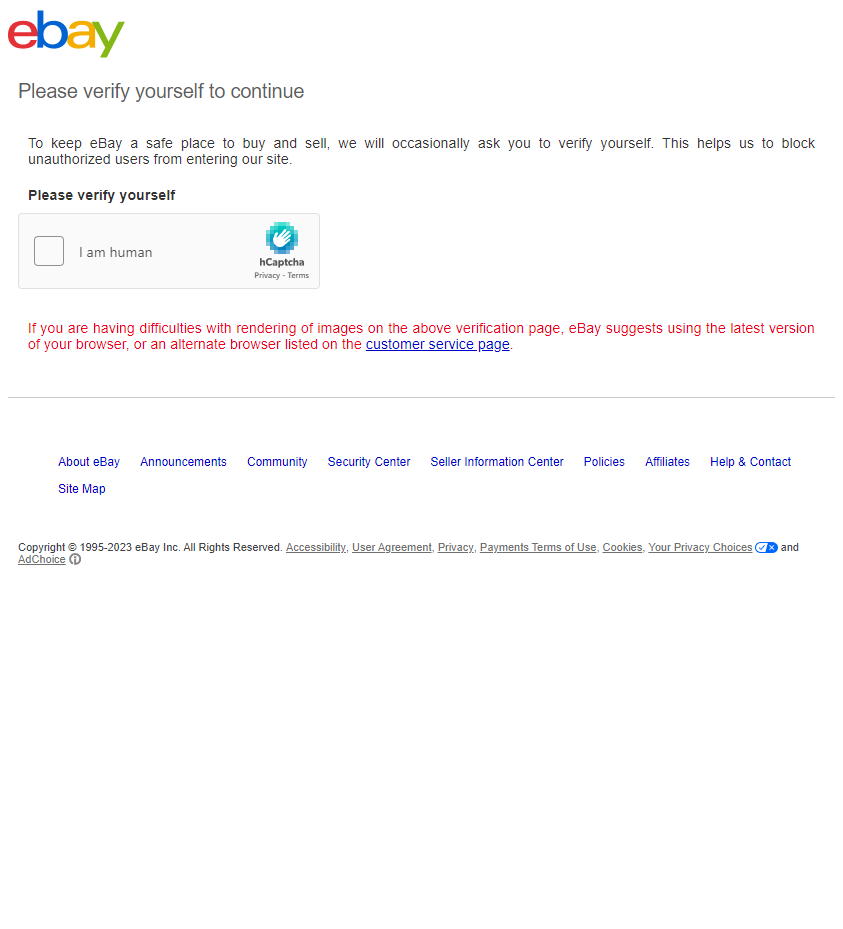 ebay
Please verify yourself to continue
To keep eBay a safe place to buy and sell, we will occasionally ask you to verify yourself. This helps us to block
unauthorized users from entering our site.
Please verify yourself
I am human
hCaptcha
Privacy - Terms
If you are having difficulties with rendering of images on the above verification page, eBay suggests using the latest version
of your browser, or an alternate browser listed on the customer service page.
About eBay Announcements Community Security Center Seller Information Center Policies Affiliates Help & Contact
Site Map
Copyright © 1995-2023 eBay Inc. All Rights Reserved. Accessibility, User Agreement, Privacy, Payments Terms of Use, Cookies, Your Privacy Choices and
AdChoice